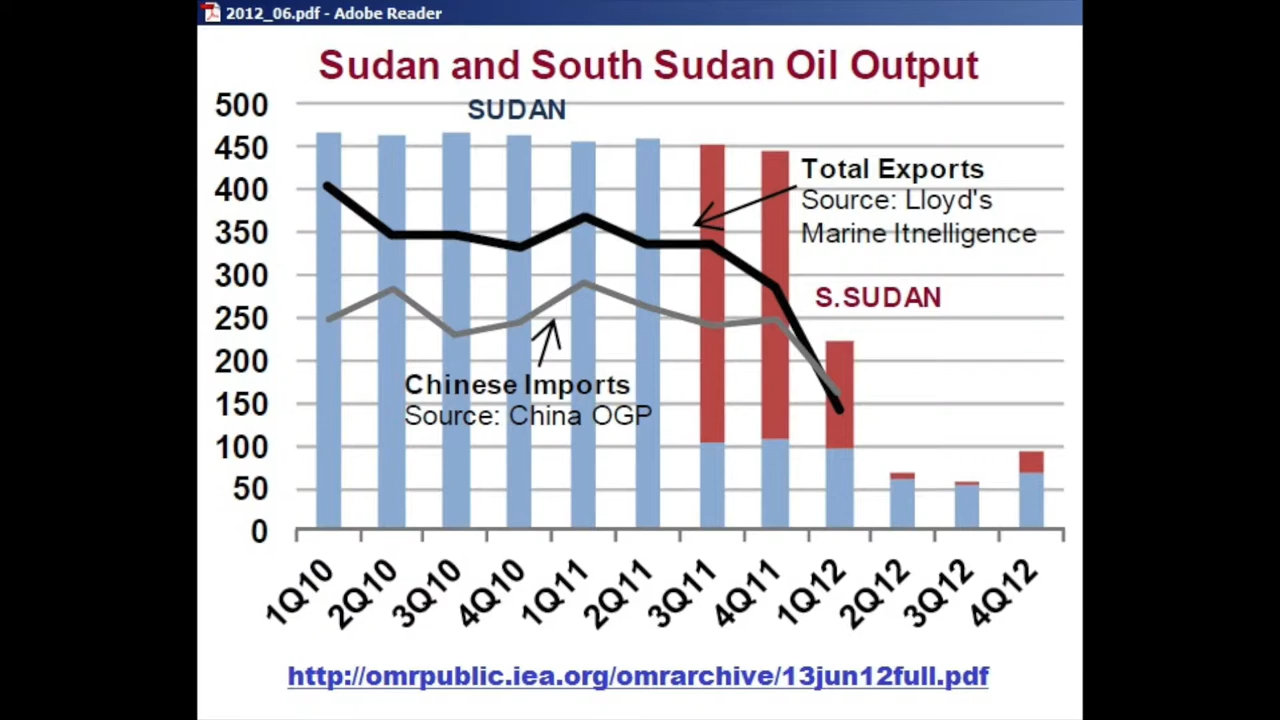 2012_06.pdf - Adobe Reader
Sudan and South Sudan Oil Output
500
SUDAN
450
Total Exports
400
Source: Lloyd's
350
Marine Itnelligence
300
S.SUDAN
250
200
Chinese Imports
150
Source: China OGP
100
50
0
1Q10
2Q10
3Q10
4Q10
1Q11
2Q11
3Q11
4Q11
1Q12
2Q12
3Q12
4Q12
http://omrpublic.iea.org/omrarchive/13jun12full.pdf